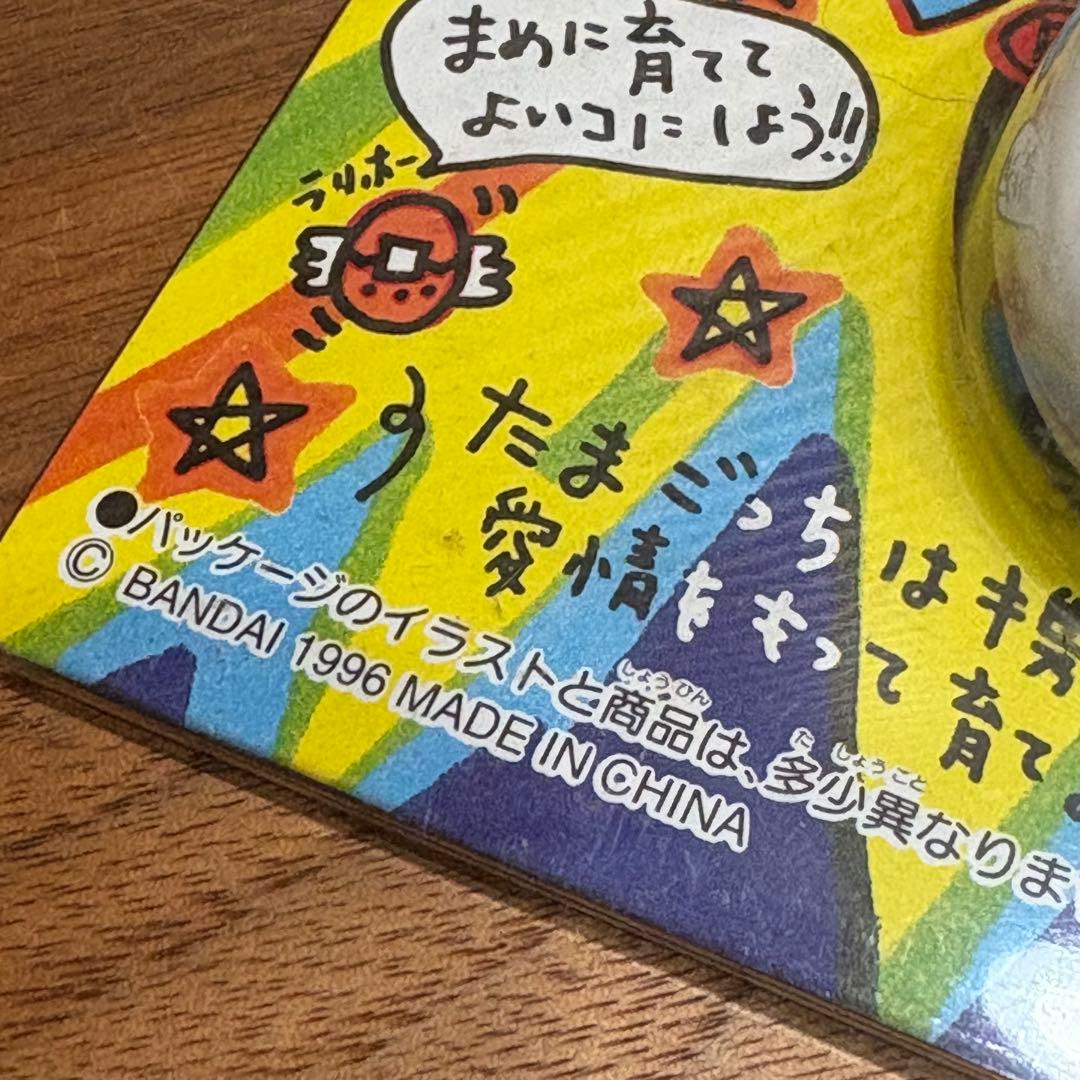 まめに育てて
よいコにしよう!!
ラリホー
たまごっちは
愛情をもって育て
●パッケージのイラストと商品は、多少異なりま
© BANDAI 1996 MADE IN CHINA